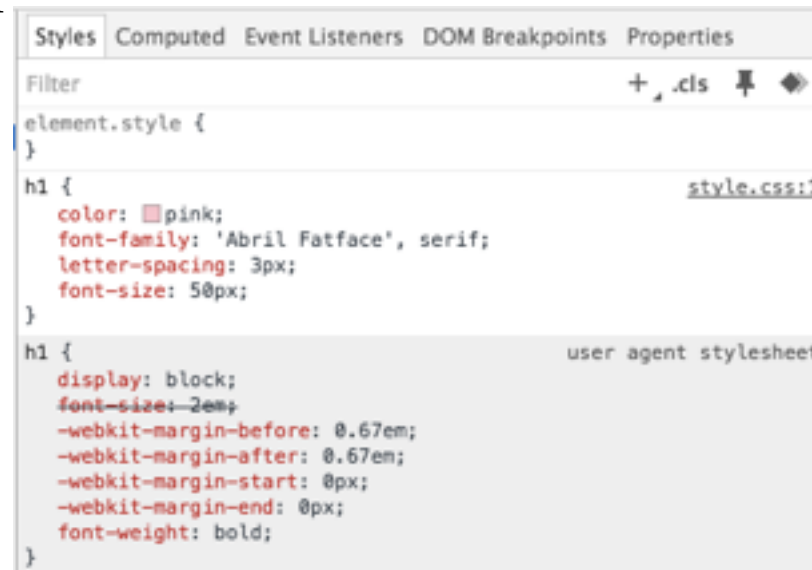 Styles Computed Event Listeners DOM Breakpoints Properties
Filter + .cls
element.style {
}
h1 { style.css:1
color: pink;
font-family: 'Abril Fatface', serif;
letter-spacing: 3px;
font-size: 50px;
}
h1 { user agent stylesheet
display: block;
font-size: 2em;
-webkit-margin-before: 0.67em;
-webkit-margin-after: 0.67em;
-webkit-margin-start: 0px;
-webkit-margin-end: 0px;
font-weight: bold;
}